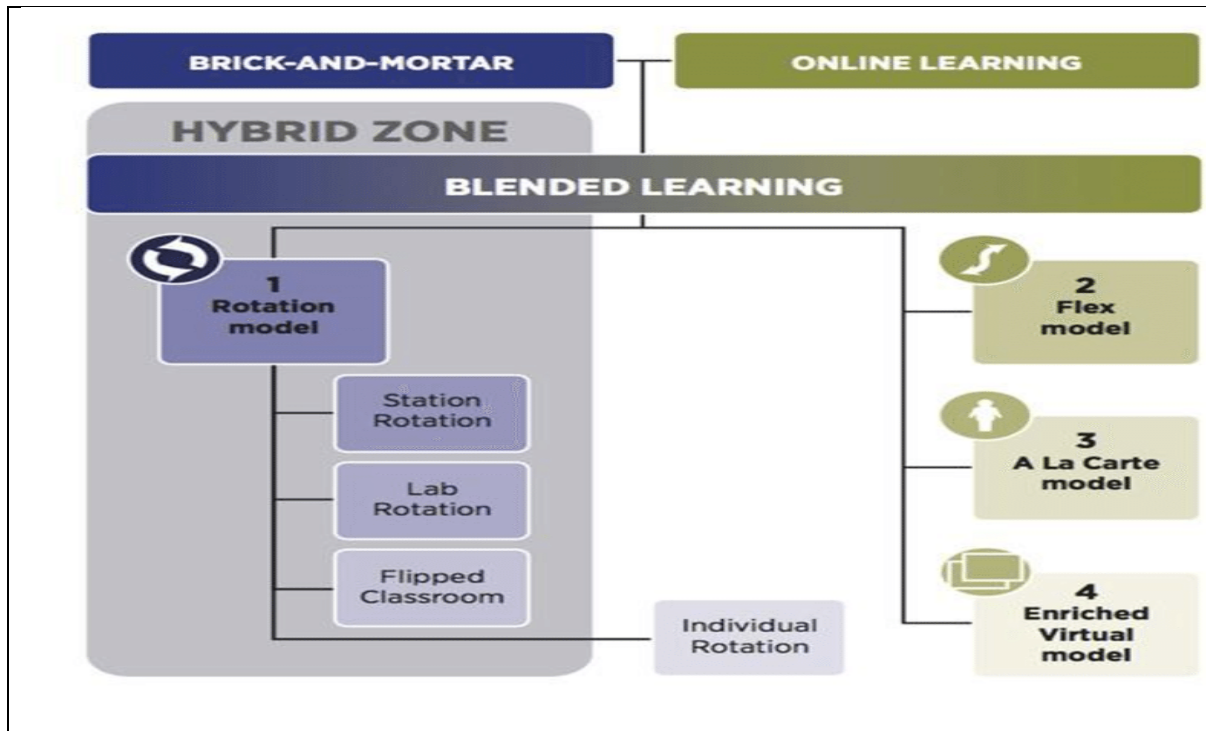 BRICK-AND-MORTAR
ONLINE LEARNING
HYBRID ZONE
BLENDED LEARNING
1
Rotation
model
Station
Rotation
Lab
Rotation
Flipped
Classroom
Individual
Rotation
2
Flex
model
3
A La Carte
model
4
Enriched
Virtual
model